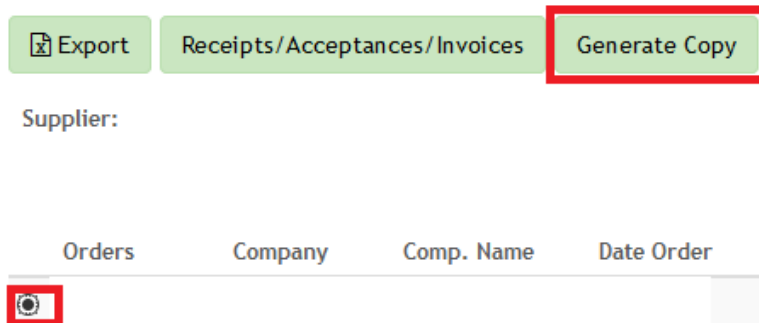 Export Receipts/Acceptances/Invoices Generate Copy
Supplier:
Orders Company Comp. Name Date Order